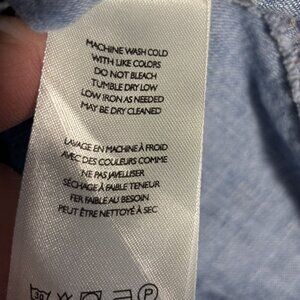 MACHINE WASH COLD
WITH LIKE COLORS
DO NOT BLEACH
TUMBLE DRY LOW
LOW IRON AS NEEDED
MAY BE DRY CLEANED
LAVAGE EN MACHINE À FROID
AVEC DES COULEURS COMME
NE PAS JAVELLISER
SÉCHAGE À FAIBLE TENEUR
FER FAIBLE AU BESOIN
PEUT ÊTRE NETTOYÉ À SEC
30 P